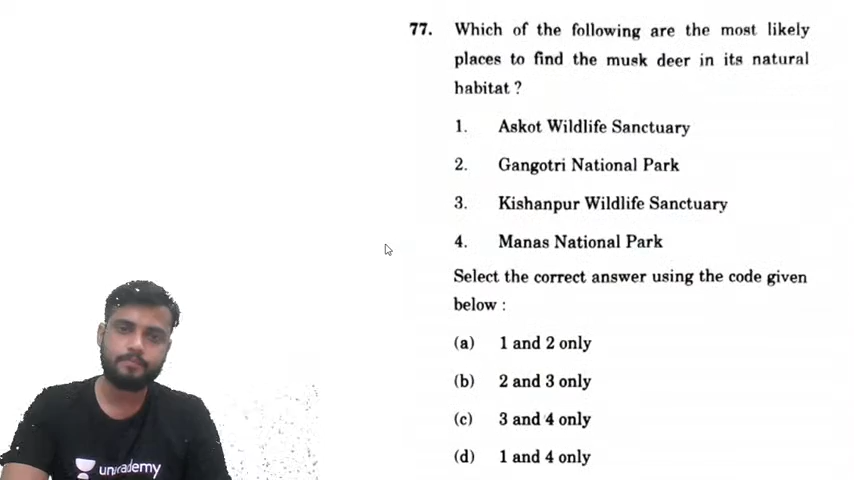 77. Which of the following are the most likely
places to find the musk deer in its natural
habitat ?
1. Askot Wildlife Sanctuary
2. Gangotri National Park
3. Kishanpur Wildlife Sanctuary
4. Manas National Park
Select the correct answer using the code given
below :
(a) 1 and 2 only
(b) 2 and 3 only
(c) 3 and 4 only
(d) 1 and 4 only
unacademy